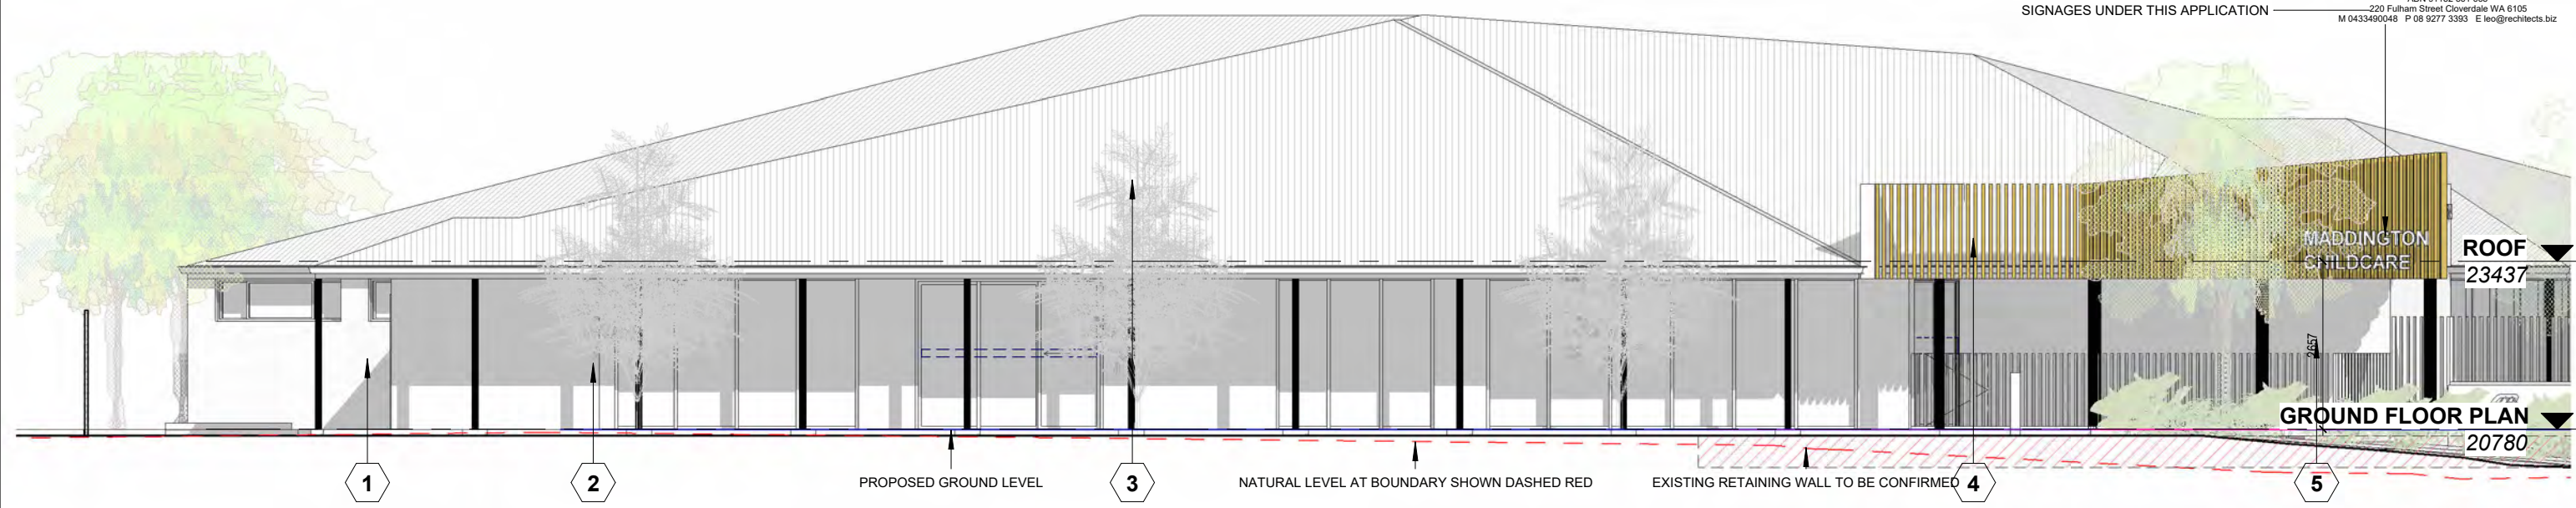 SIGNAGES UNDER THIS APPLICATION
220 Fulham Street Cloverdale WA 6105
M 0433490048 P 08 9277 3393 E leo@rechitects.biz
MADDINGTON
CHILDCARE
ROOF
23437
2657
GROUND FLOOR PLAN
20780
1
2
PROPOSED GROUND LEVEL
3
NATURAL LEVEL AT BOUNDARY SHOWN DASHED RED
EXISTING RETAINING WALL TO BE CONFIRMED
4
5